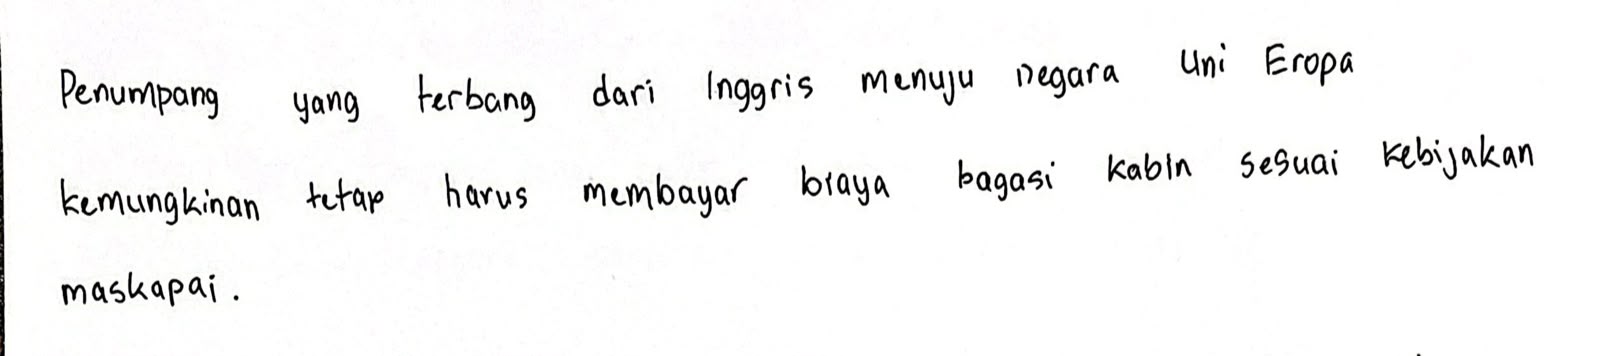 Penumpang yang terbang dari Inggris menuju negara Uni Eropa
kemungkinan tetap harus membayar biaya bagasi kabin sesuai kebijakan
maskapai.